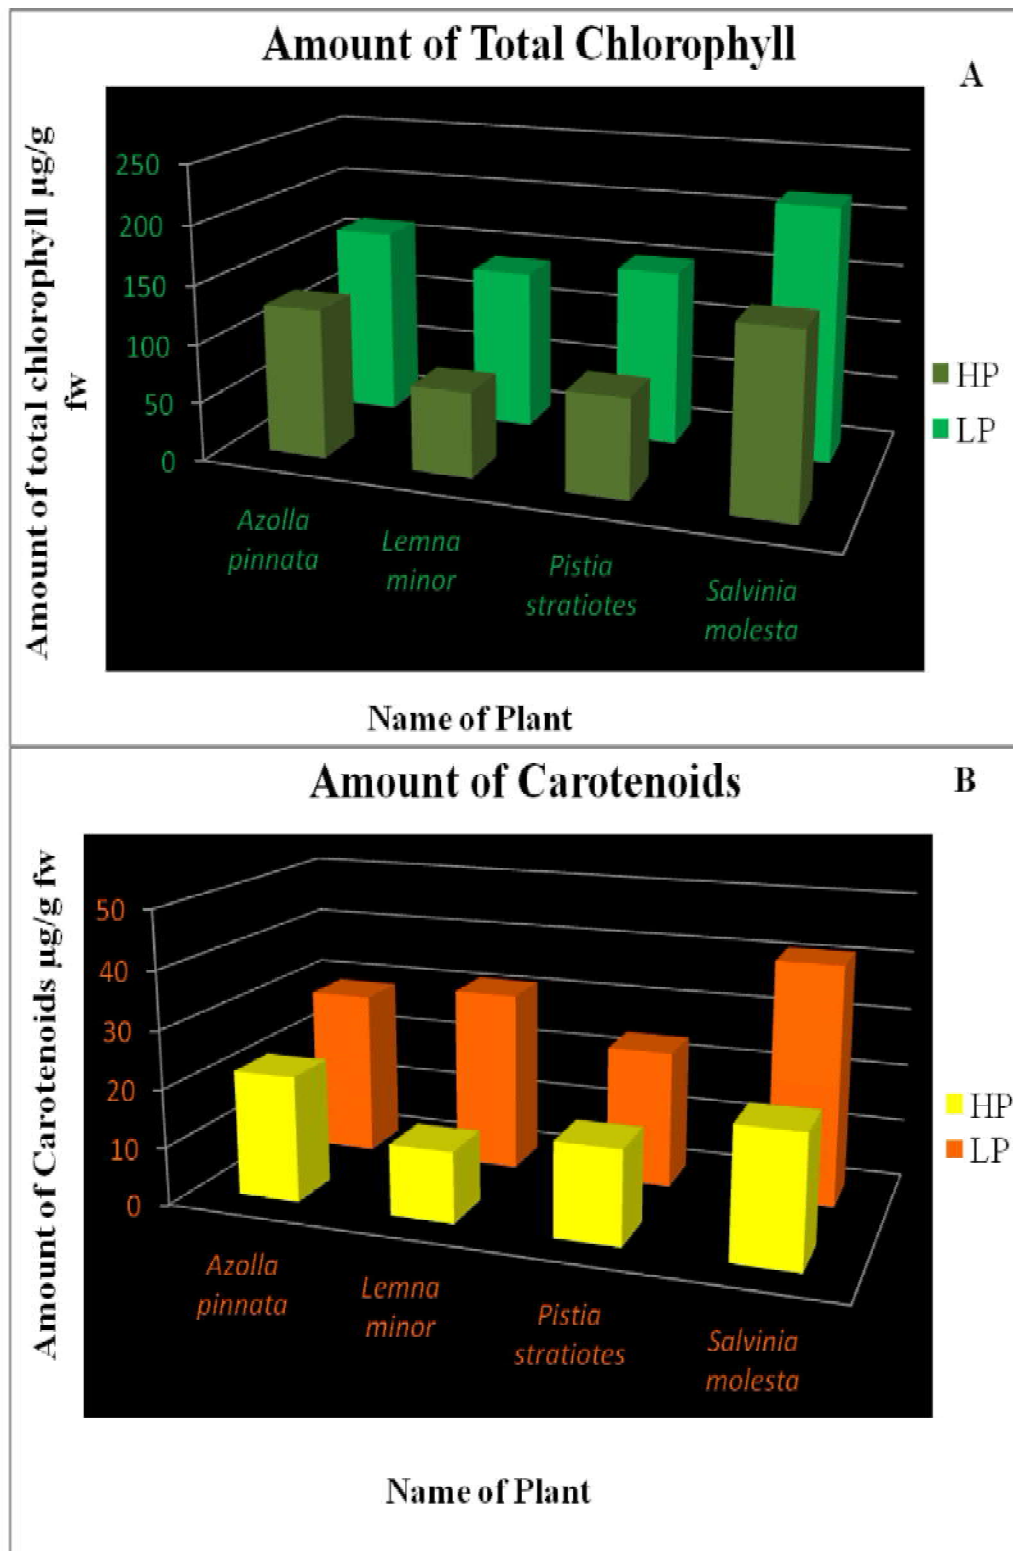 Amount of Total Chlorophyll
A
Amount of total chlorophyll µg/g
fw
250
200
150
100
50
0
Azolla
pinnata
Lemna
minor
Pistia
stratiotes
Salvinia
molesta
HP
LP
Name of Plant
Amount of Carotenoids
B
Amount of Carotenoids µg/g fw
50
40
30
20
10
0
Azolla
pinnata
Lemna
minor
Pistia
stratiotes
Salvinia
molesta
HP
LP
Name of Plant